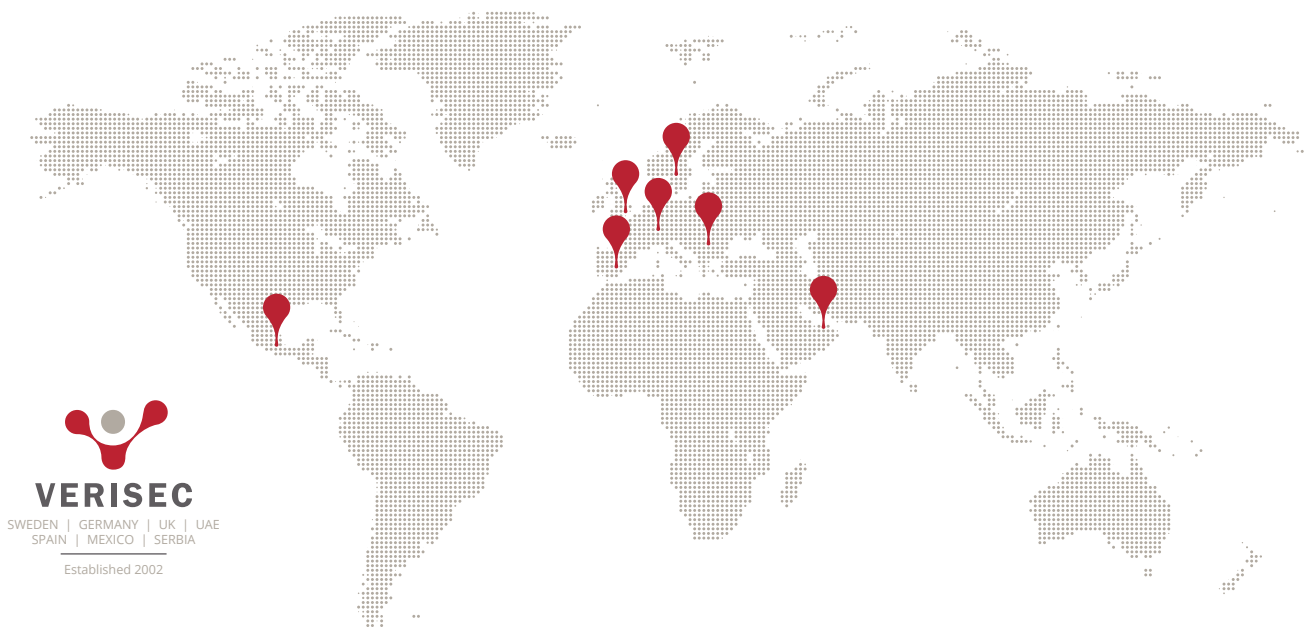 VERISEC
SWEDEN | GERMANY | UK | UAE
SPAIN | MEXICO | SERBIA
Established 2002